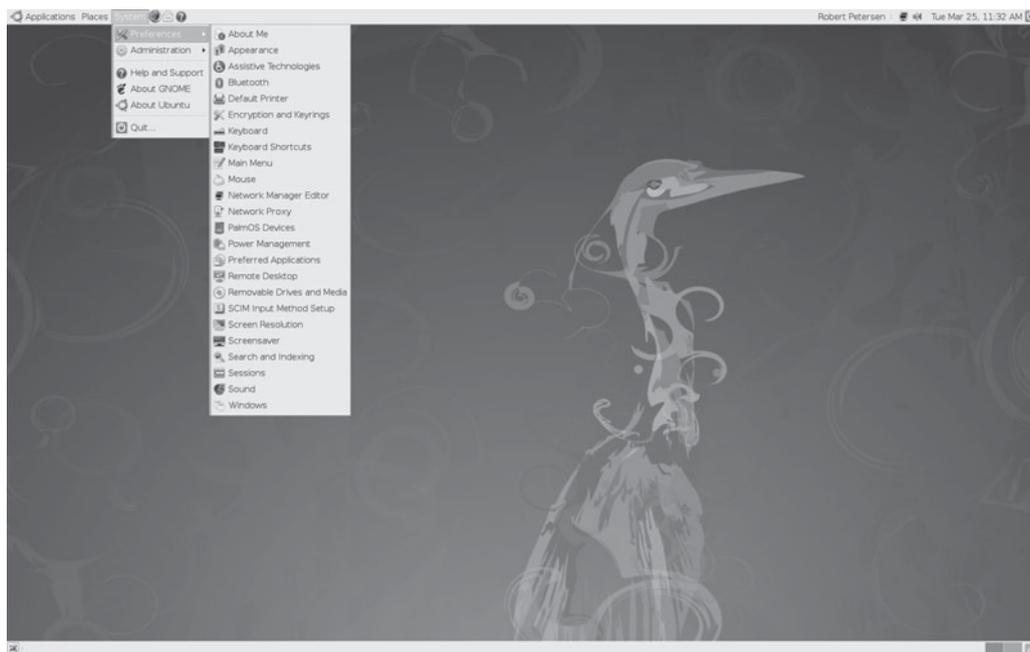 Applications Places System Robert Petersen Tue Mar 25, 11:32 AM
Preferences
Administration
Help and Support
About GNOME
About Ubuntu
Quit...
About Me
Appearance
Assistive Technologies
Bluetooth
Default Printer
Encryption and Keyrings
Keyboard
Keyboard Shortcuts
Main Menu
Mouse
Network Manager Editor
Network Proxy
PalmOS Devices
Power Management
Preferred Applications
Remote Desktop
Removable Drives and Media
SCIM Input Method Setup
Screen Resolution
Screensaver
Search and Indexing
Sessions
Sound
Windows